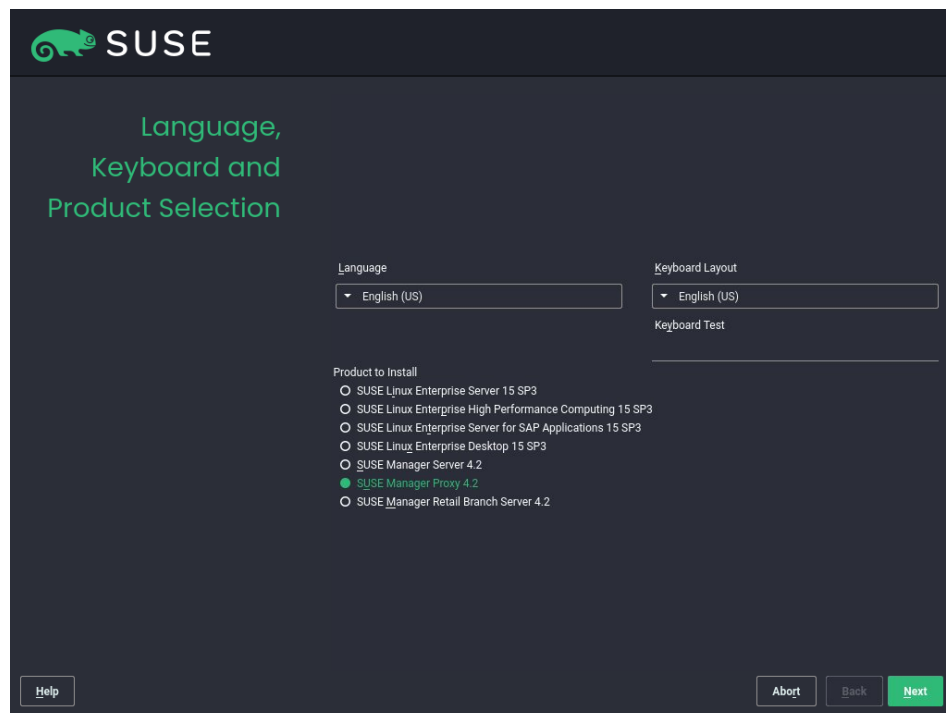 SUSE
Language,
Keyboard and
Product Selection
Language
Keyboard Layout
English (US)
English (US)
Keyboard Test
Product to Install
SUSE Linux Enterprise Server 15 SP3
SUSE Linux Enterprise High Performance Computing 15 SP3
SUSE Linux Enterprise Server for SAP Applications 15 SP3
SUSE Linux Enterprise Desktop 15 SP3
SUSE Manager Server 4.2
SUSE Manager Proxy 4.2
SUSE Manager Retail Branch Server 4.2
Help
Abort
Back
Next